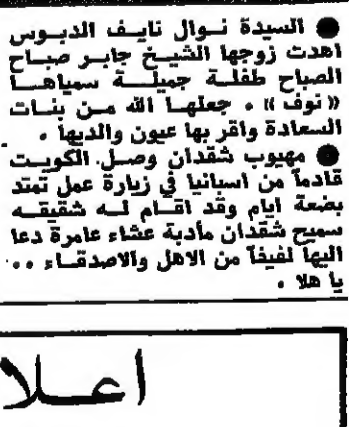 ● السيدة نوال نايف الدبوس
اهدت زوجها الشيخ جابر صباح
الصباح طفلة جميلة سمياها
«نوف» ، جعلها الله من بنات
السعادة واقر بها عيون والديها .
● مهيوب شقدان وصل الكويت
قادماً من اسبانيا في زيارة عمل تمتد
بضعة ايام وقد اقام له شقيقه
سميح شقدان مأدبة عشاء عامرة دعا
اليها لفيفاً من الاهل والاصدقاء ...
يا هلا .
اعلا